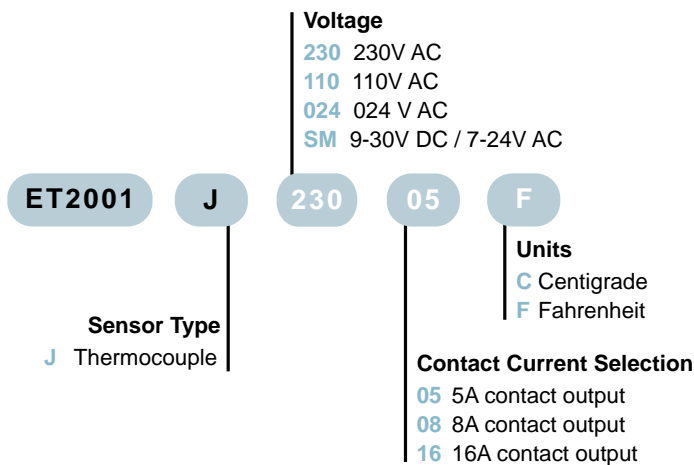 Voltage
230 230V AC
110 110V AC
024 024 V AC
SM 9-30V DC / 7-24V AC
ET2001 J 230 05 F
Units
C Centigrade
F Fahrenheit
Sensor Type
J Thermocouple
Contact Current Selection
05 5A contact output
08 8A contact output
16 16A contact output